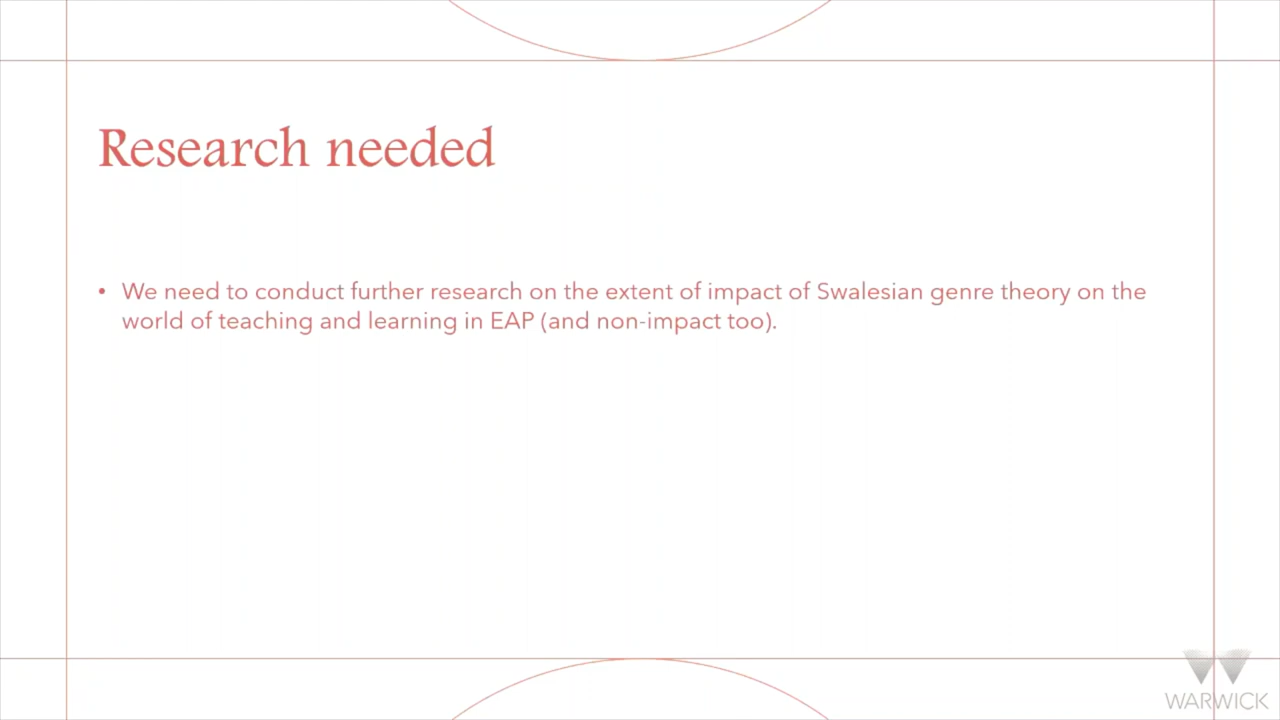 Research needed
• We need to conduct further research on the extent of impact of Swalesian genre theory on the
world of teaching and learning in EAP (and non-impact too).
WARWICK